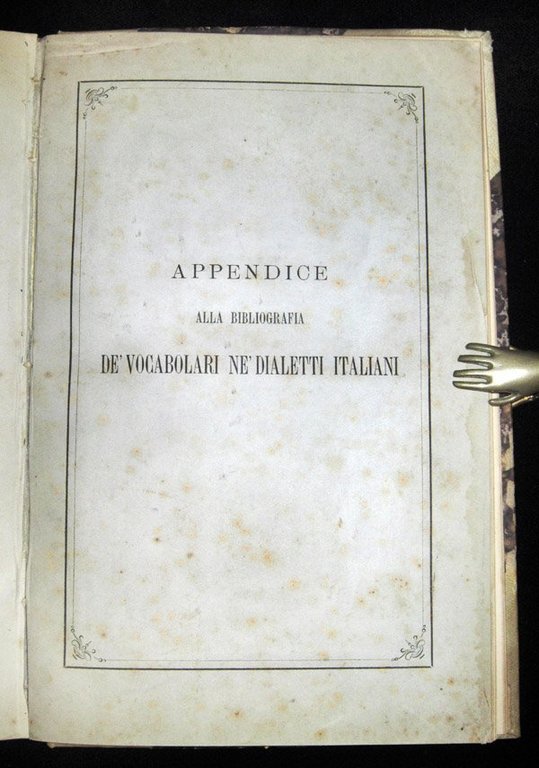 APPENDICE
ALLA BIBLIOGRAFIA
DE' VOCABOLARI NE' DIALETTI ITALIANI